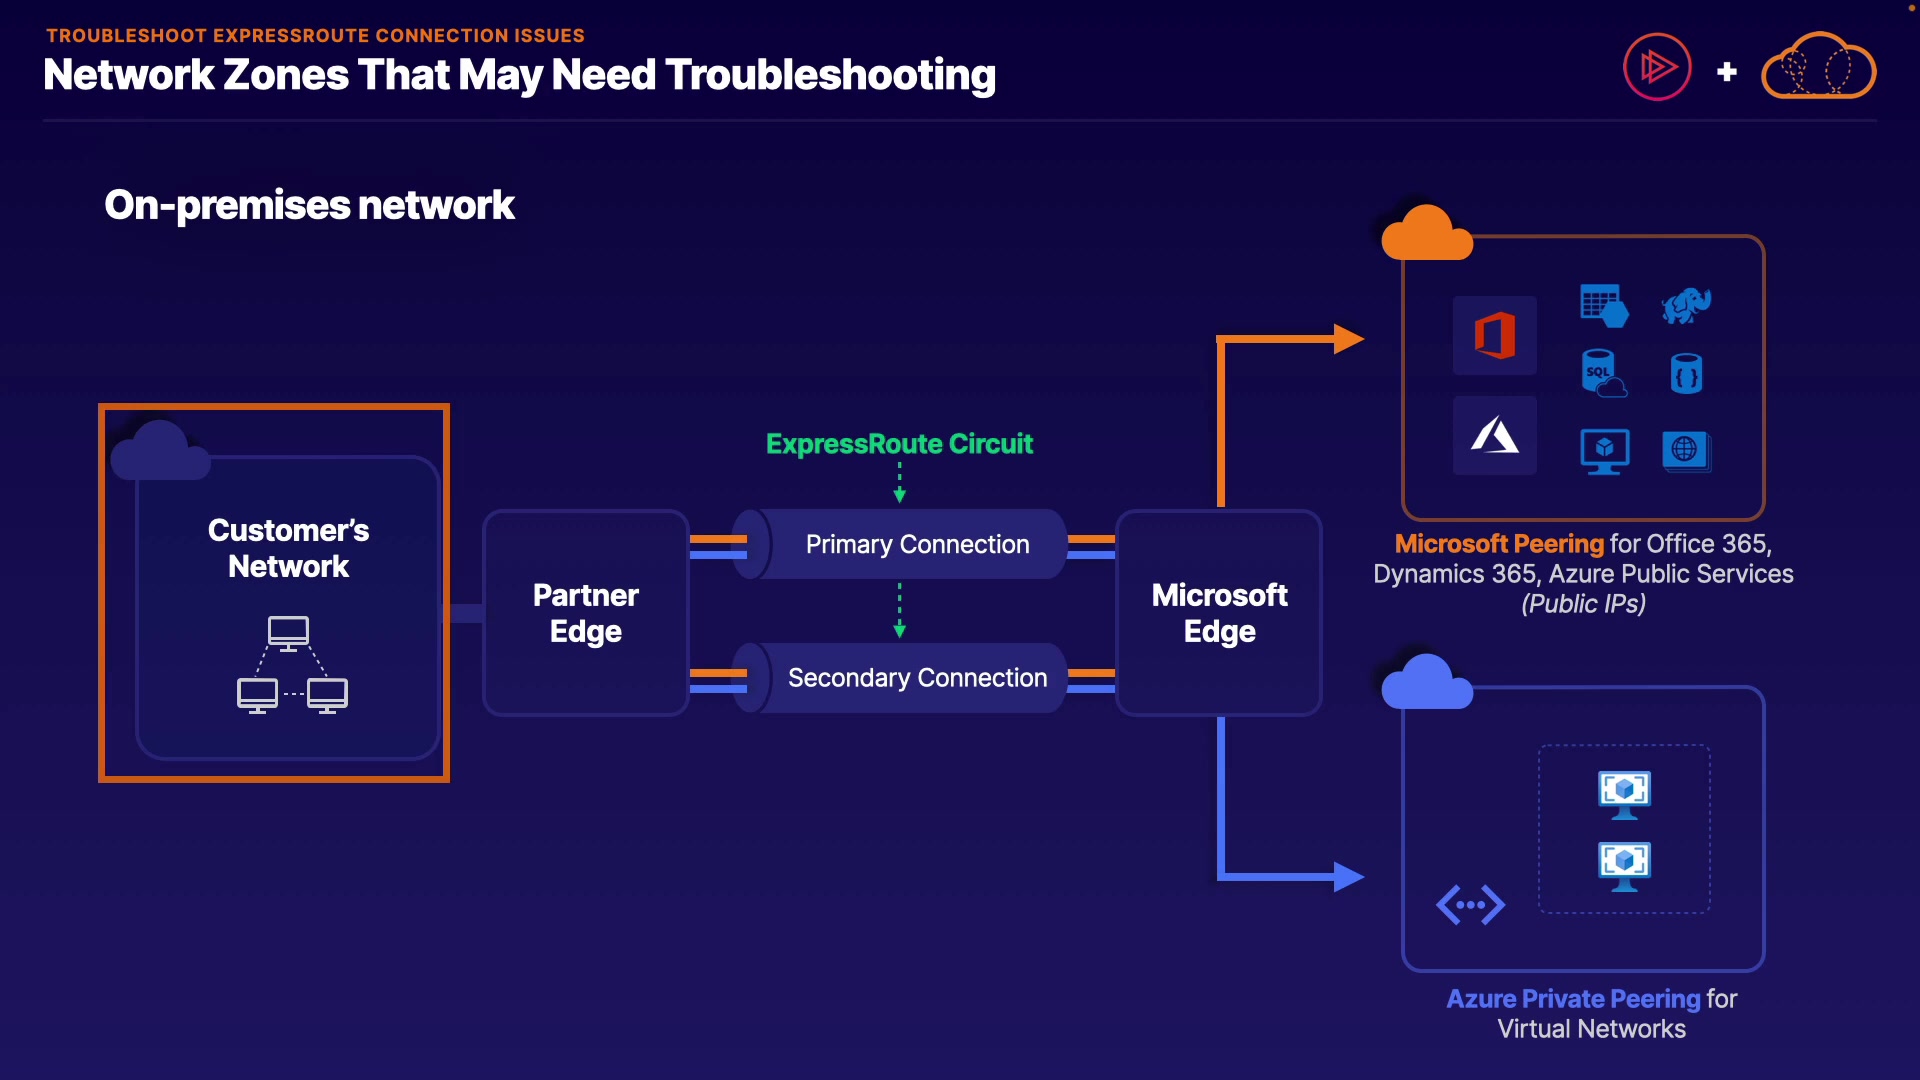 TROUBLESHOOT EXPRESSROUTE CONNECTION ISSUES
Network Zones That May Need Troubleshooting
On-premises network
Customer’s
Network
Partner
Edge
ExpressRoute Circuit
Primary Connection
Secondary Connection
Microsoft
Edge
SQL
Microsoft Peering for Office 365,
Dynamics 365, Azure Public Services
(Public IPs)
Azure Private Peering for
Virtual Networks